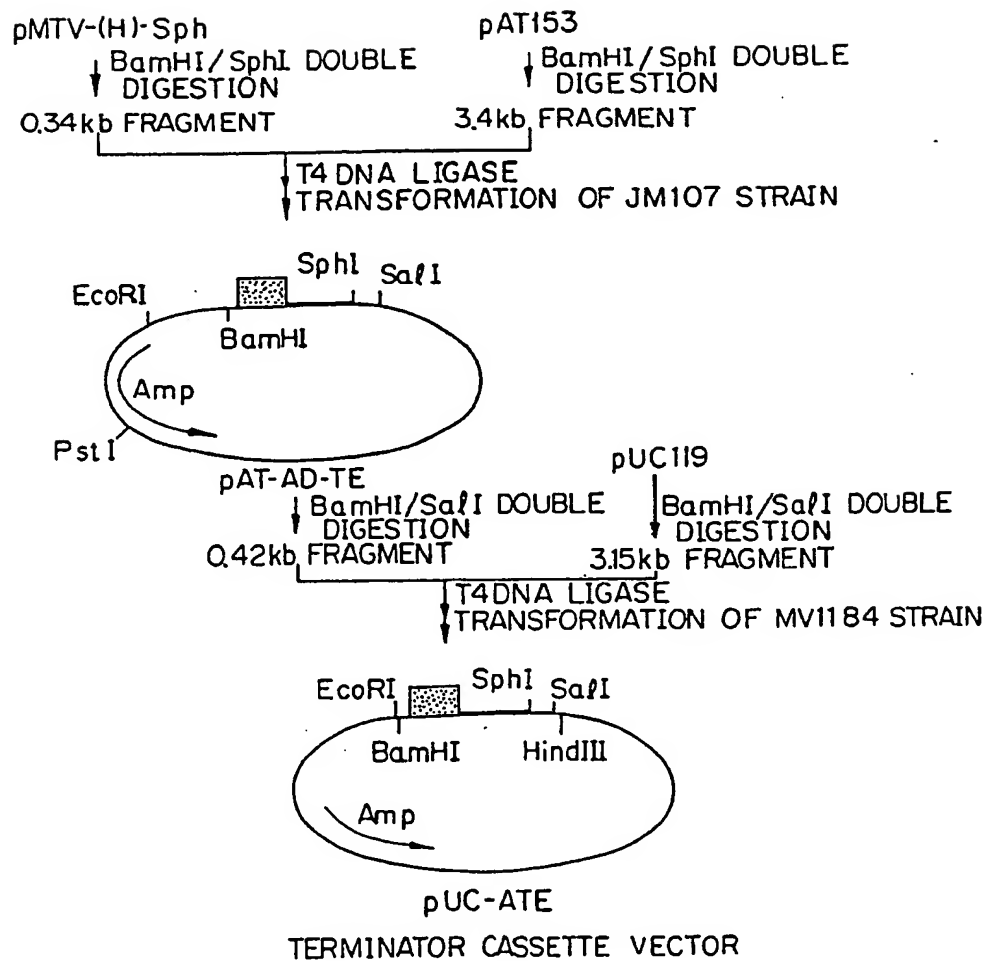 pMTV-(H)-Sph
pAT153
BamHI/SphI DOUBLE
DIGESTION
BamHI/SphI DOUBLE
DIGESTION
0.34kb FRAGMENT
3.4kb FRAGMENT
T4 DNA LIGASE
TRANSFORMATION OF JM107 STRAIN
SphI
SalI
EcoRI
BamHI
Amp
PstI
pAT-AD-TE
pUC119
BamHI/SalI DOUBLE
DIGESTION
BamHI/SalI DOUBLE
DIGESTION
0.42kb FRAGMENT
3.15kb FRAGMENT
T4 DNA LIGASE
TRANSFORMATION OF MV1184 STRAIN
EcoRI
SphI
SalI
BamHI
HindIII
Amp
pUC-ATE
TERMINATOR CASSETTE VECTOR